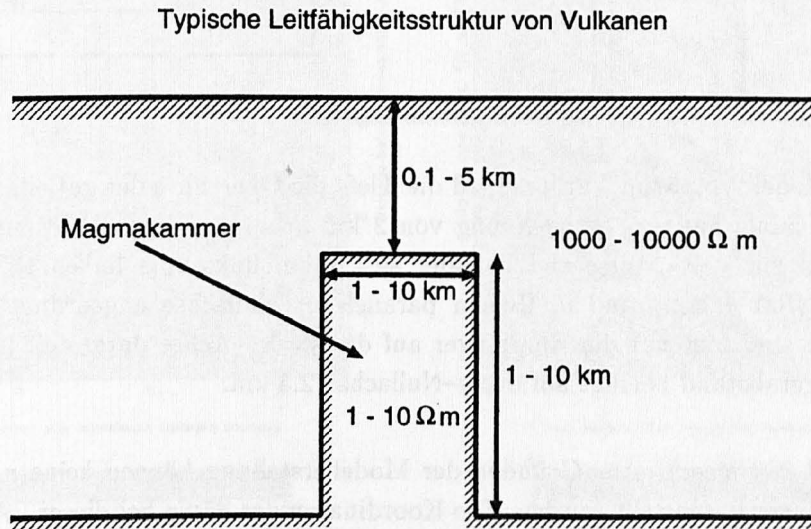 Typische Leitfähigkeitsstruktur von Vulkanen
0.1 - 5 km
Magmakammer
1000 - 10000 Ω m
1 - 10 km
1 - 10 km
1 - 10 Ω m